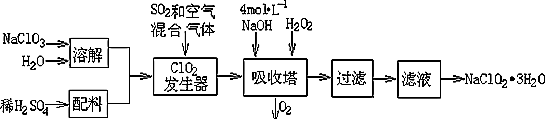 SO₂和空气
混合气体
4mol·L⁻¹
NaOH
H₂O₂
NaClO₃
H₂O
溶解
稀H₂SO₄
配料
ClO₂
发生器
吸收塔
O₂
过滤
滤液
NaClO₂·3H₂O